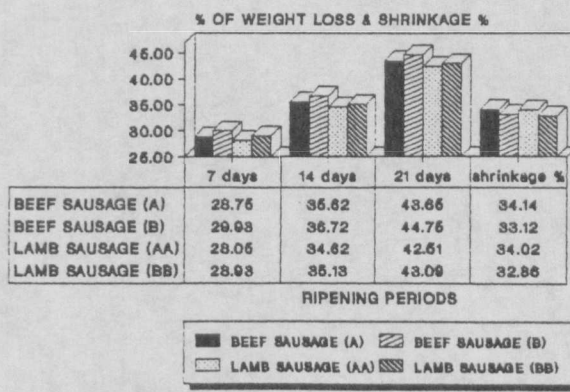 % OF WEIGHT LOSS & SHRINKAGE %
45.00
40.00
35.00
30.00
25.00
7 days 14 days 21 days shrinkage %
BEEF SAUSAGE (A) 28.75 35.62 43.65 34.14
BEEF SAUSAGE (B) 29.93 36.72 44.75 33.12
LAMB SAUSAGE (AA) 28.05 34.62 42.51 34.02
LAMB SAUSAGE (BB) 28.93 35.13 43.09 32.86
RIPENING PERIODS
BEEF SAUSAGE (A) BEEF SAUSAGE (B)
LAMB SAUSAGE (AA) LAMB SAUSAGE (BB)